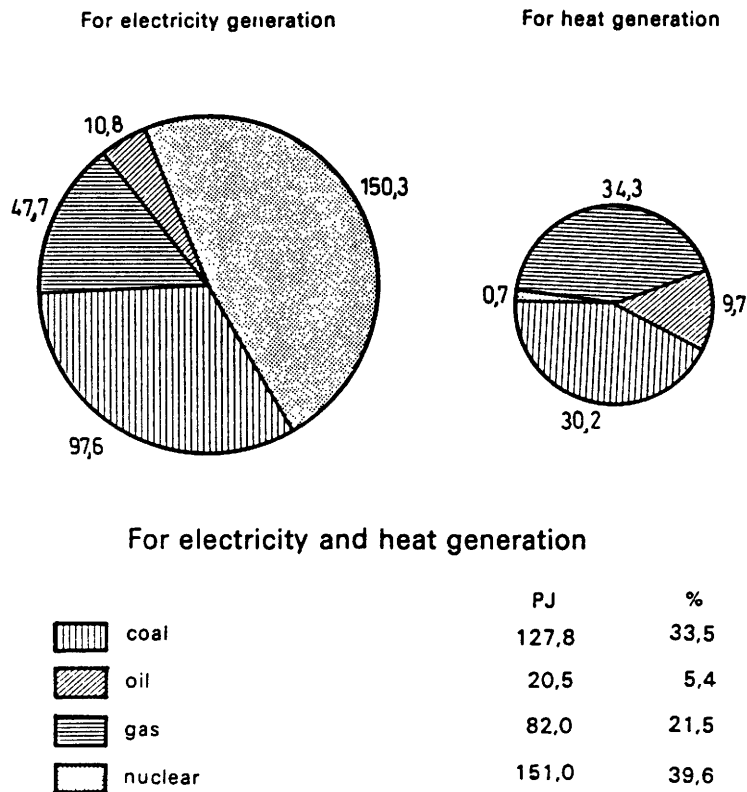 For electricity generation
For heat generation
10,8
150,3
47,7
97,6
34,3
0,7
9,7
30,2
For electricity and heat generation
PJ %
coal 127,8 33,5
oil 20,5 5,4
gas 82,0 21,5
nuclear 151,0 39,6